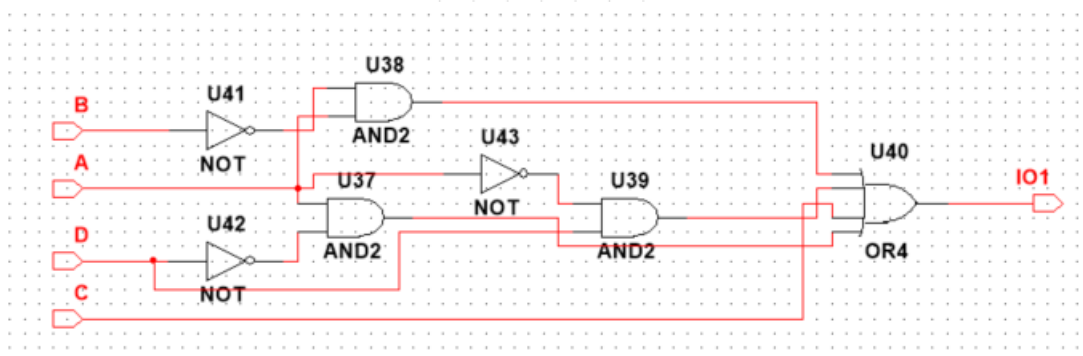 U38
B
U41
AND2
U43
NOT
U40
A
U37
U39
IO1
NOT
D
U42
AND2
AND2
OR4
NOT
C